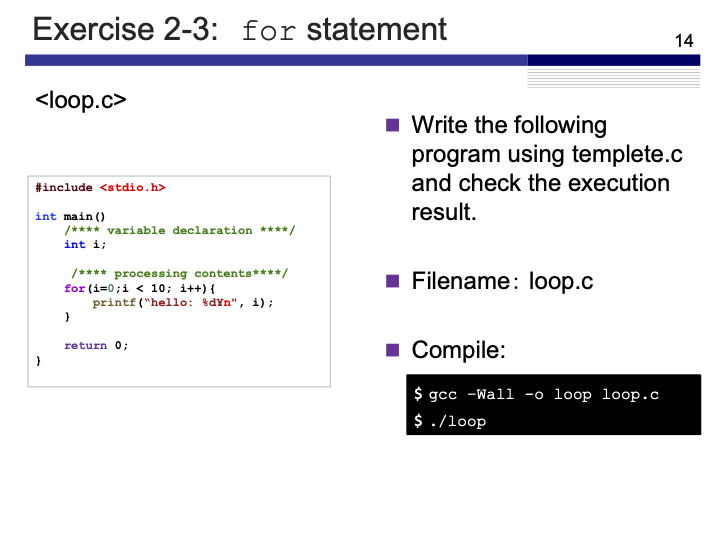 Exercise 2-3: for statement
14
<loop.c>
#include <stdio.h>
int main()
/**** variable declaration ****/
int i;
/**** processing contents****/
for(i=0;i < 10; i++){
printf(“hello: %d¥n", i);
}
return 0;
}
Write the following
program using templete.c
and check the execution
result.
Filename: loop.c
Compile:
$ gcc –Wall -o loop loop.c
$ ./loop